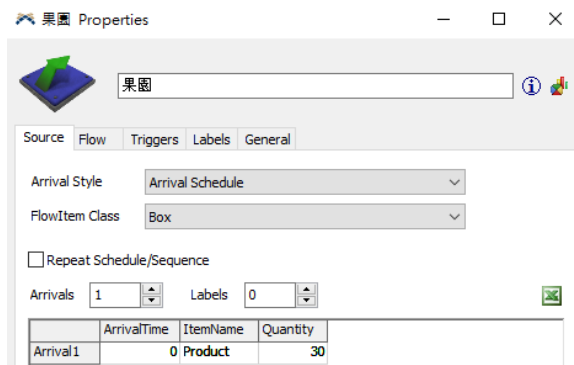 果園 Properties
果園
Source Flow Triggers Labels General
Arrival Style Arrival Schedule
FlowItem Class Box
Repeat Schedule/Sequence
Arrivals 1 Labels 0
ArrivalTime ItemName Quantity
Arrival1 0 Product 30